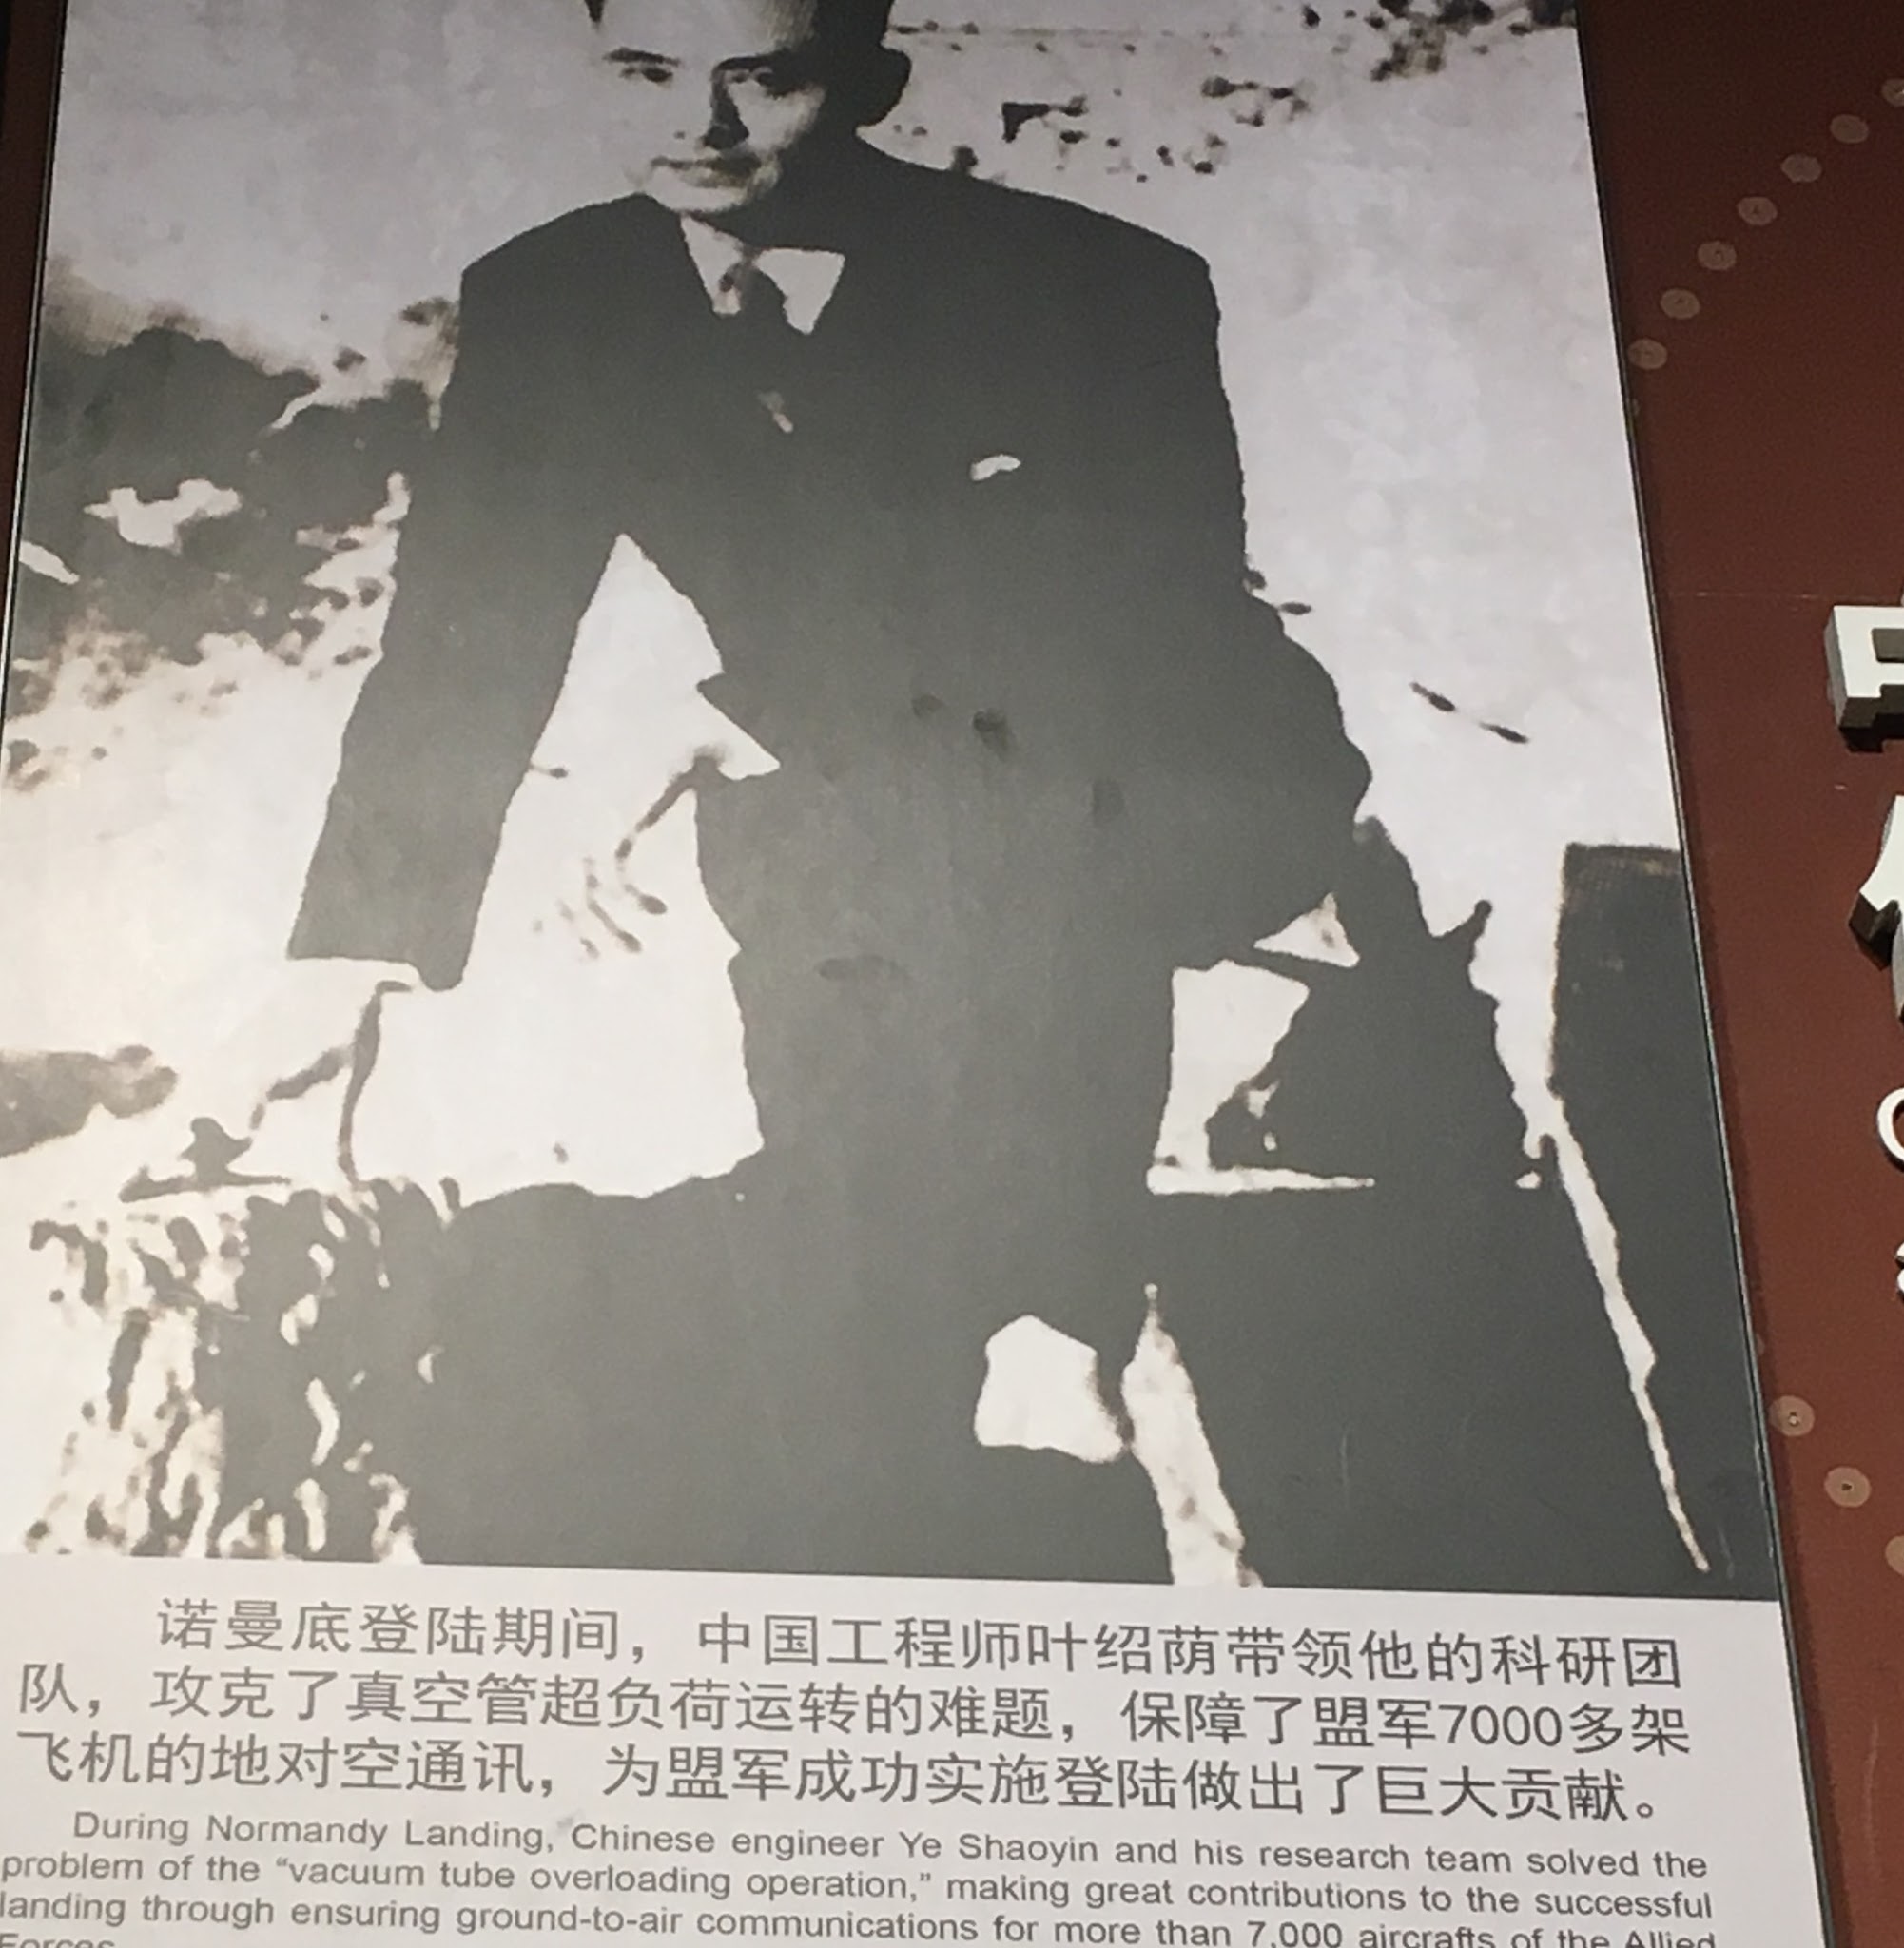 诺曼底登陆期间，中国工程师叶绍荫带领他的科研团
队，攻克了真空管超负荷运转的难题，保障了盟军7000多架
飞机的地对空通讯，为盟军成功实施登陆做出了巨大贡献。
During Normandy Landing, Chinese engineer Ye Shaoyin and his research team solved the
problem of the “vacuum tube overloading operation,” making great contributions to the successful
landing through ensuring ground-to-air communications for more than 7,000 aircrafts of the Allied
Forces.